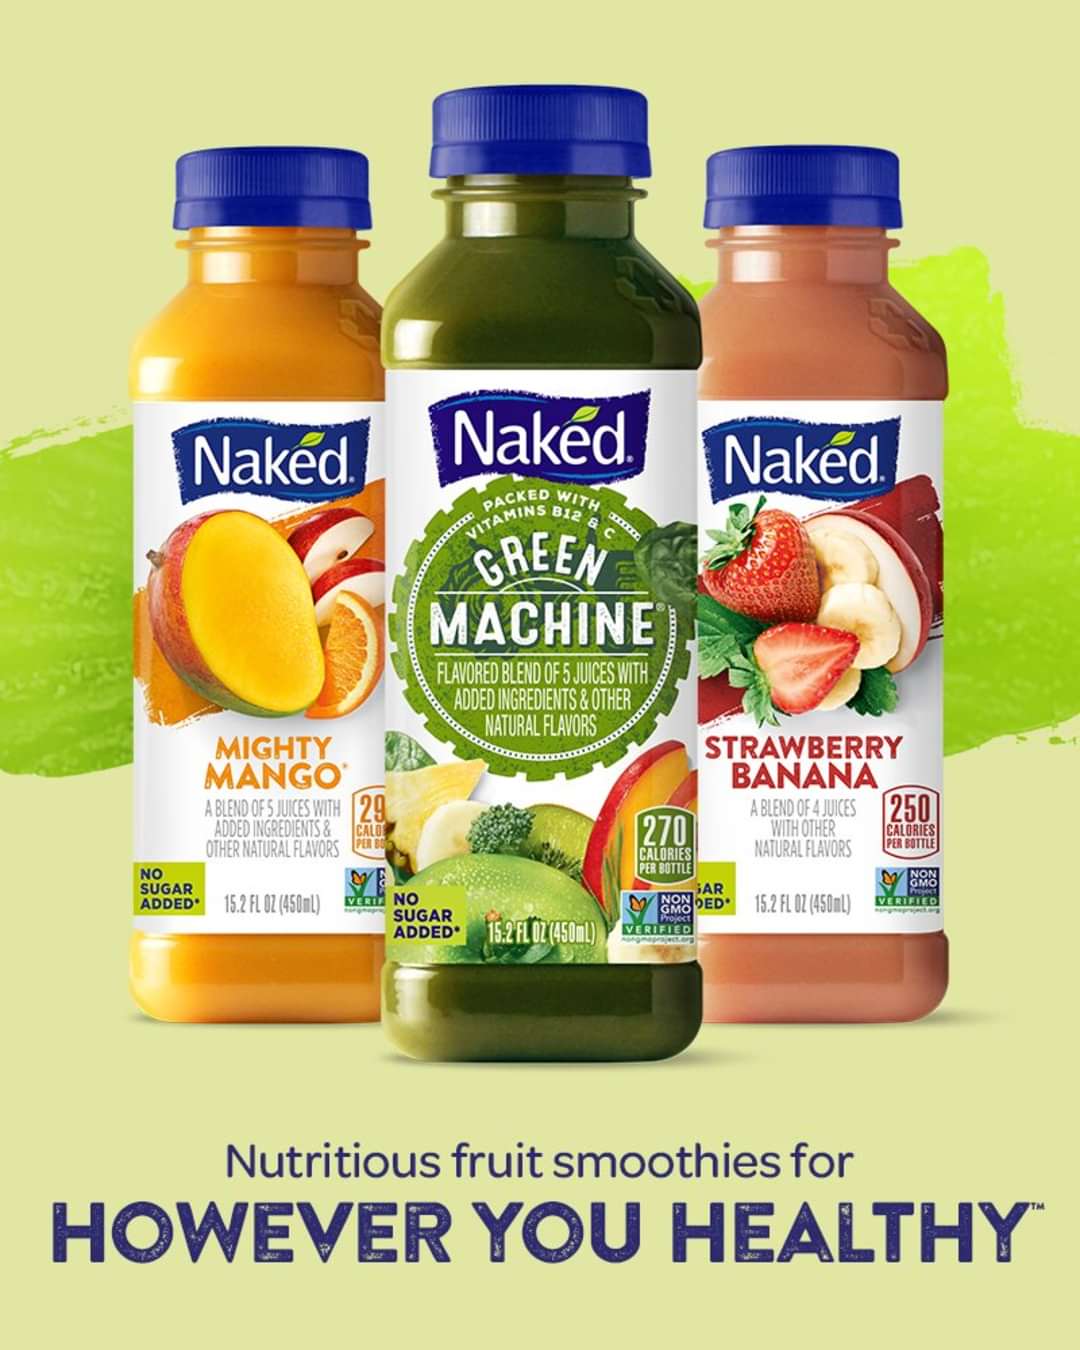 Naked
MIGHTY
MANGO®
A BLEND OF 5 JUICES WITH
ADDED INGREDIENTS &
OTHER NATURAL FLAVORS
NO
SUGAR
ADDED*
15.2 FL OZ (450mL)
Naked®
PACKED WITH
VITAMINS B12 & C
GREEN
MACHINE®
FLAVORED BLEND OF 5 JUICES WITH
ADDED INGREDIENTS & OTHER
NATURAL FLAVORS
270
CALORIES
PER BOTTLE
NO
SUGAR
ADDED*
15.2 FL OZ (450mL)
NON
GMO
Project
VERIFIED
nongmoproject.org
Naked
STRAWBERRY
BANANA
A BLEND OF 4 JUICES
WITH OTHER
NATURAL FLAVORS
250
CALORIES
PER BOTTLE
15.2 FL OZ (450mL)
NON
GMO
Project
VERIFIED
nongmoproject.org
Nutritious fruit smoothies for
HOWEVER YOU HEALTHY™